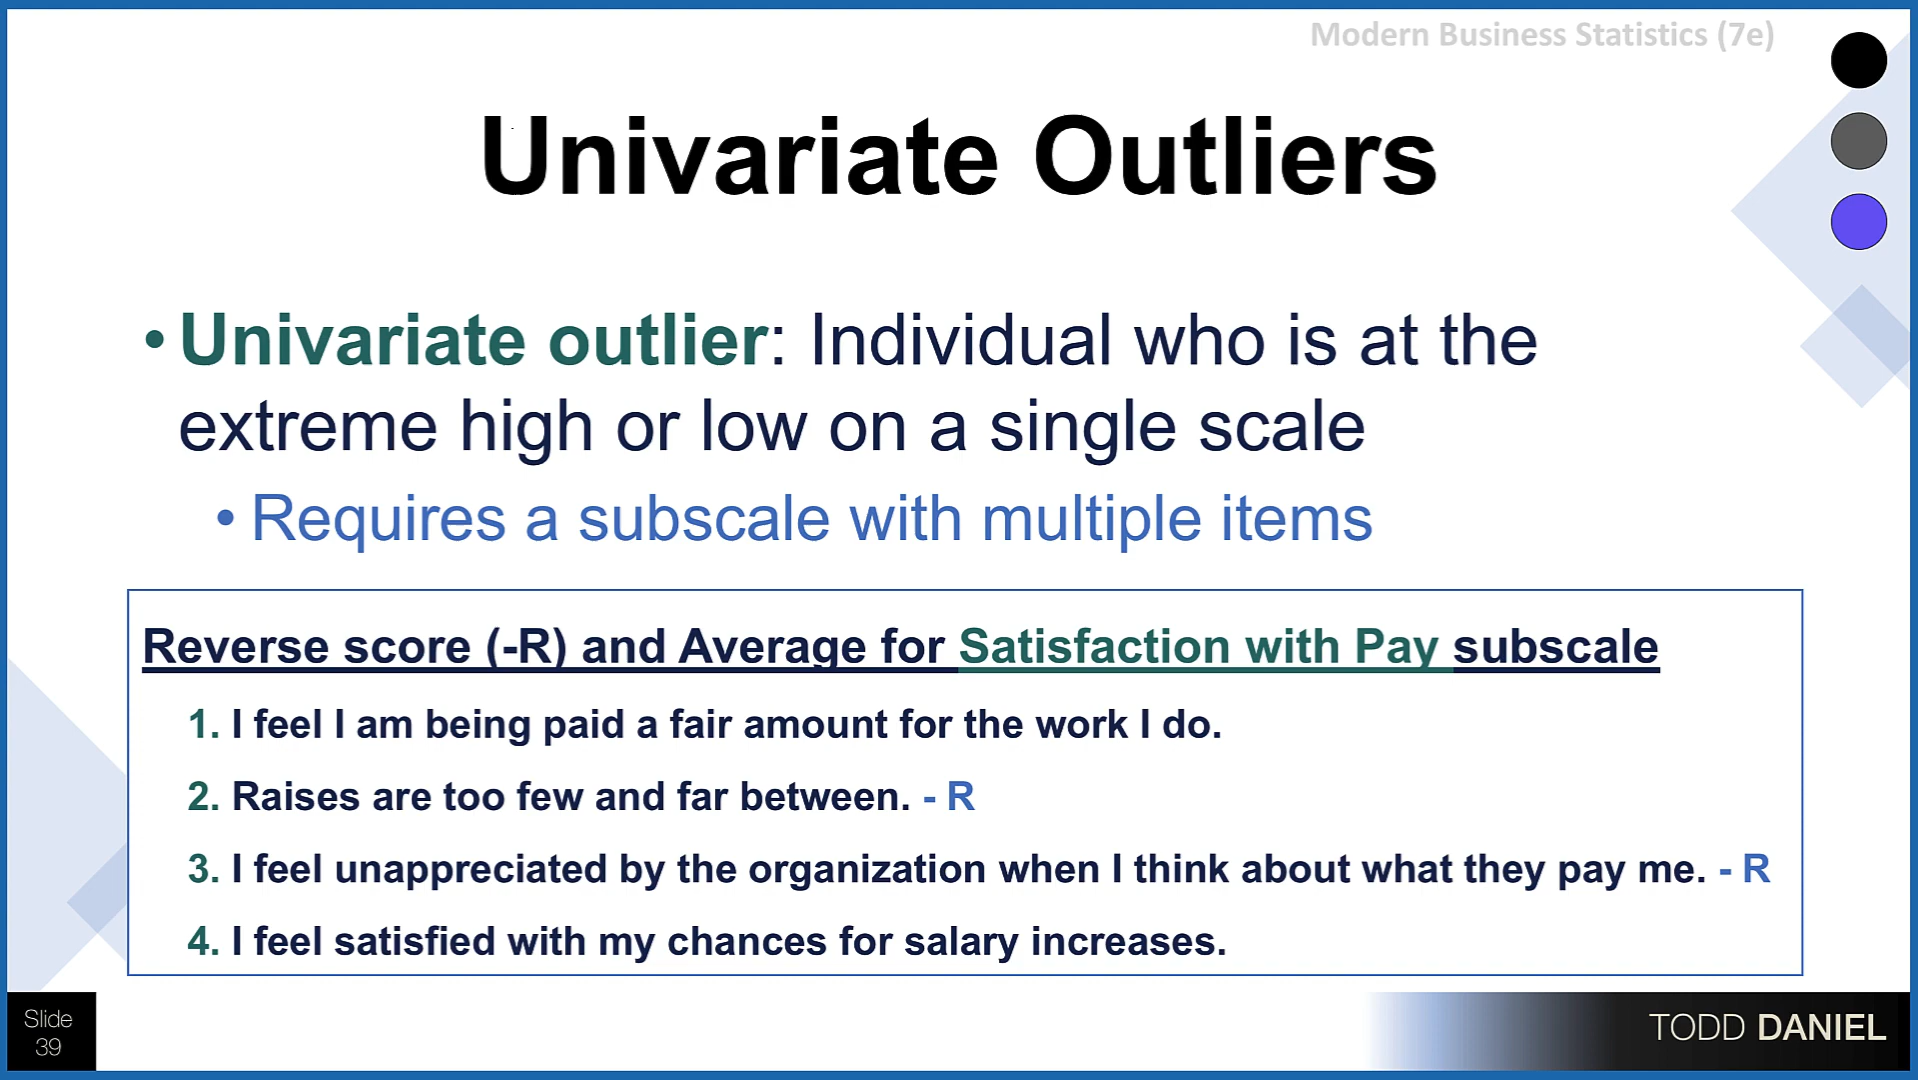 Modern Business Statistics (7e)
Univariate Outliers
• Univariate outlier: Individual who is at the
extreme high or low on a single scale
• Requires a subscale with multiple items
Reverse score (-R) and Average for Satisfaction with Pay subscale
1. I feel I am being paid a fair amount for the work I do.
2. Raises are too few and far between. - R
3. I feel unappreciated by the organization when I think about what they pay me. - R
4. I feel satisfied with my chances for salary increases.
Slide
39
TODD DANIEL